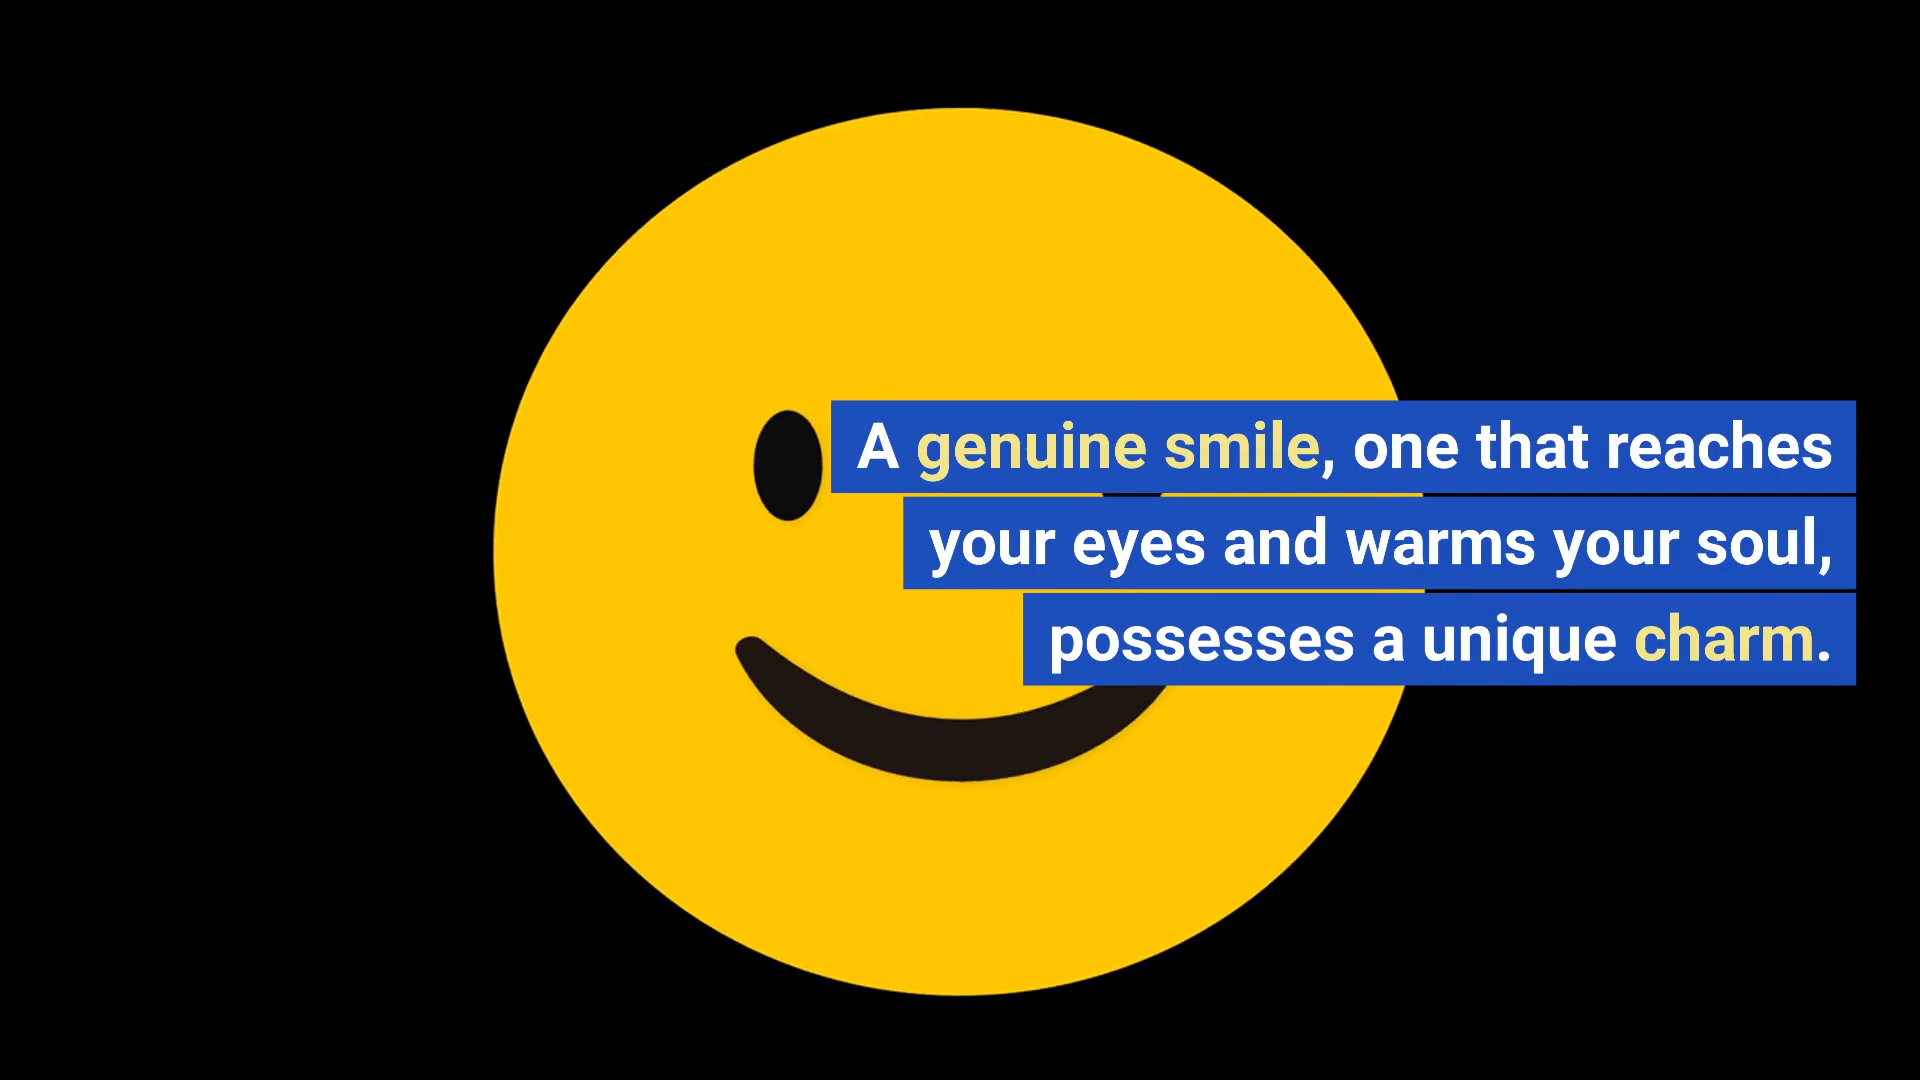 A genuine smile, one that reaches
your eyes and warms your soul,
possesses a unique charm.